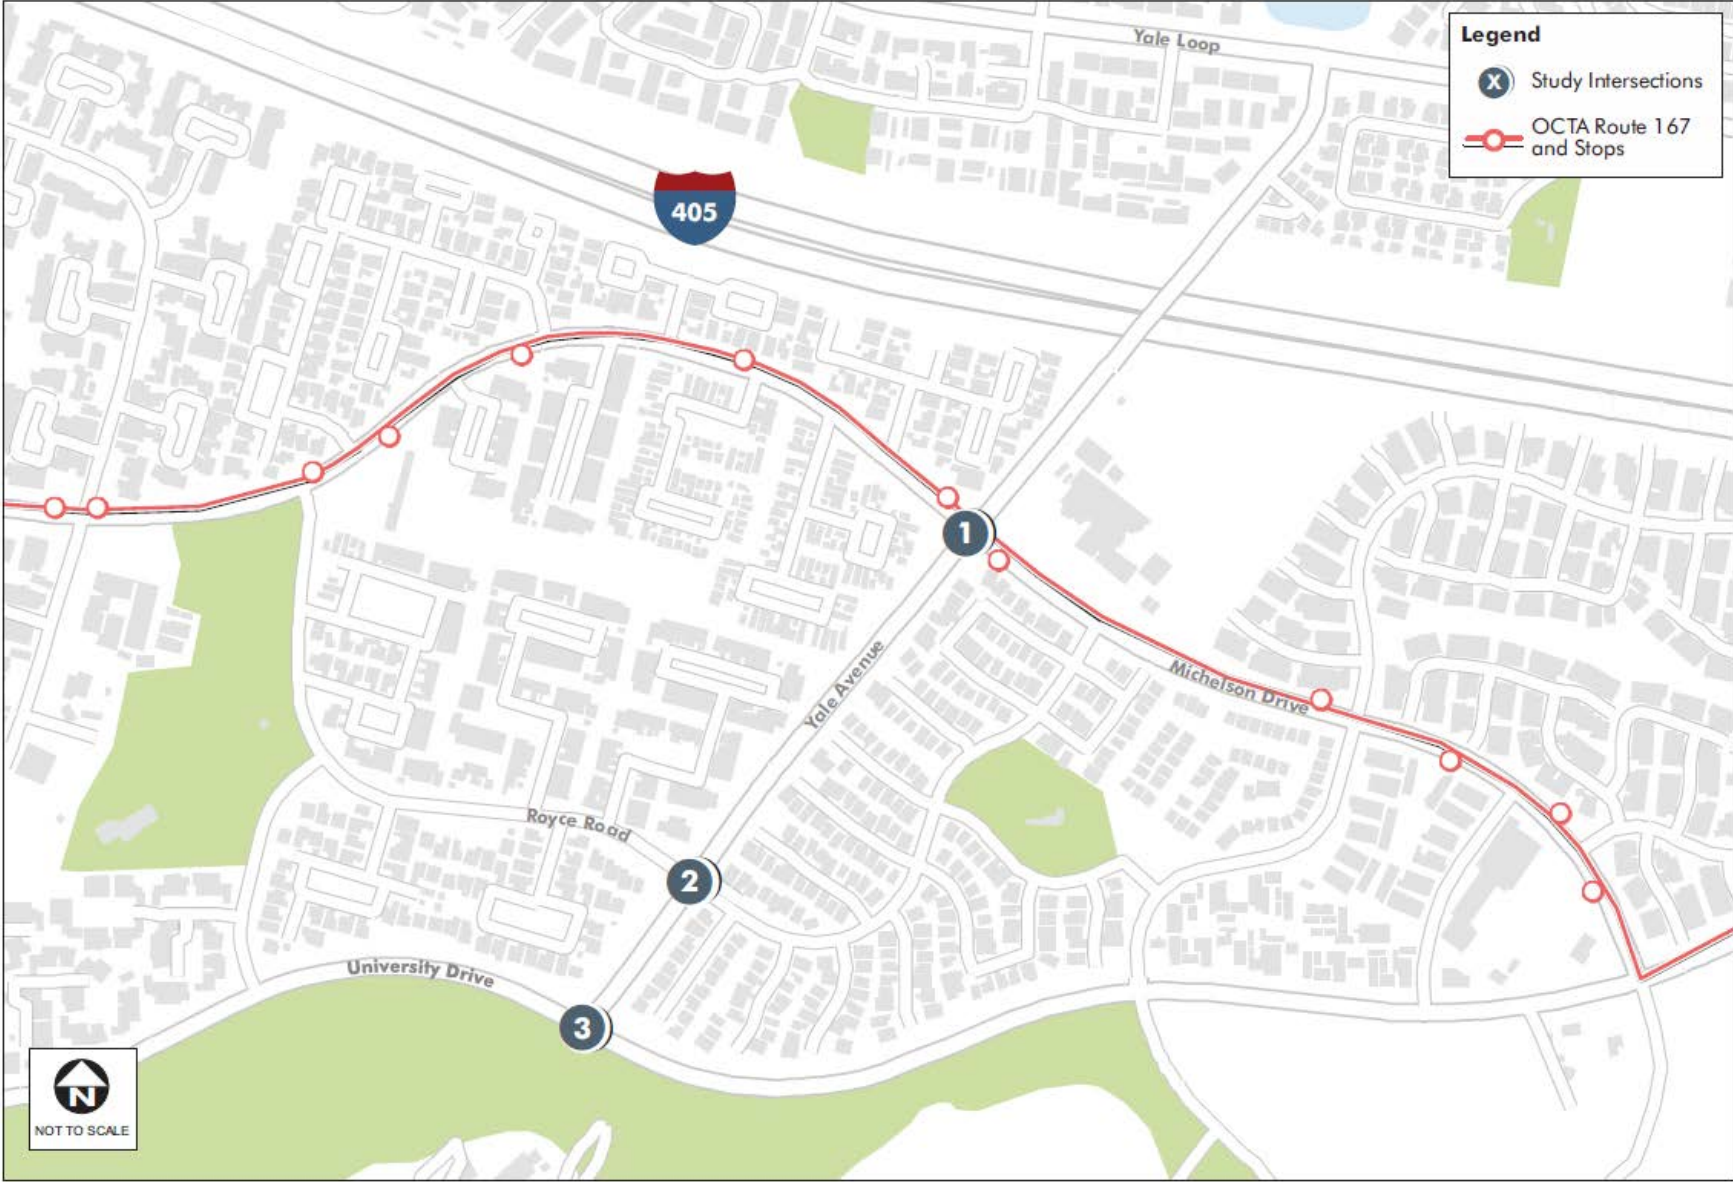 Yale Loop
Legend
X Study Intersections
OCTA Route 167
and Stops
405
1
Yale Avenue
Michelson Drive
Royce Road
2
University Drive
3
N
NOT TO SCALE